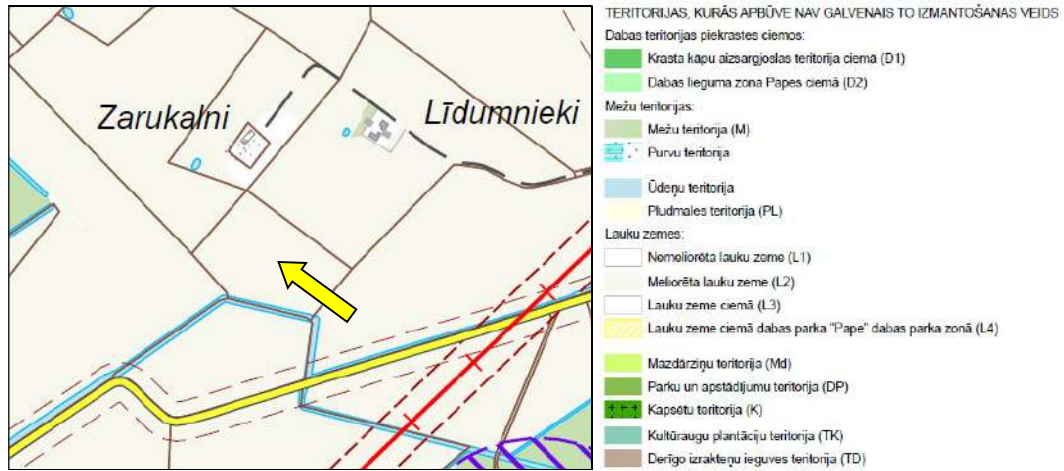 Zarukalni
Līdumnieki
TERITORIJAS, KURĀS APBŪVE NAV GALVENAIS TO IZMANTOŠANAS VEIDS
Dabas teritorijas piekrastes ciemos:
Krasta kāpu aizsargjoslas teritorija ciemā (D1)
Dabas lieguma zona Papes ciemā (D2)
Mežu teritorijas:
Mežu teritorija (M)
Purvu teritorija
Ūdeņu teritorija
Pludmales teritorija (PL)
Lauku zemes:
Nemeliorēta lauku zeme (L1)
Meliorēta lauku zeme (L2)
Lauku zeme ciemā (L3)
Lauku zeme ciemā dabas parka "Pape" dabas parka zonā (L4)
Mazdārziņu teritorija (Md)
Parku un apstādījumu teritorija (DP)
Kapsētu teritorija (K)
Kultūraugu plantāciju teritorija (TK)
Derīgo izrakteņu ieguves teritorija (TD)